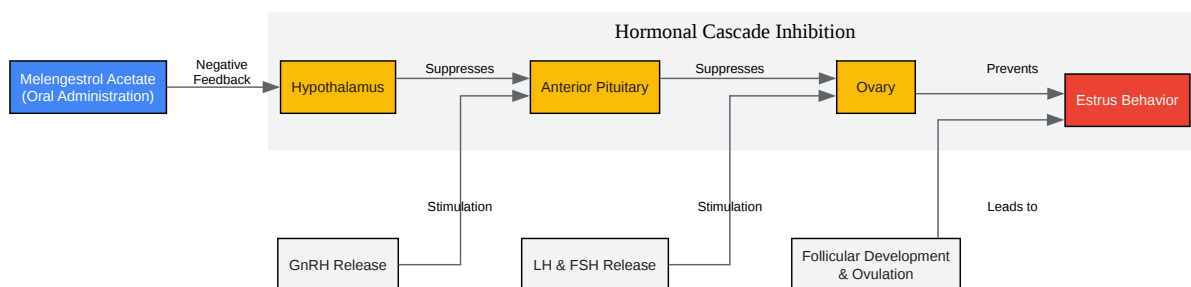 Hormonal Cascade Inhibition
Melengestrol Acetate
(Oral Administration)
Negative
Feedback
Hypothalamus
Suppresses
Anterior Pituitary
Suppresses
Ovary
Prevents
Estrus Behavior
Stimulation
Stimulation
Leads to
GnRH Release
LH & FSH Release
Follicular Development
& Ovulation